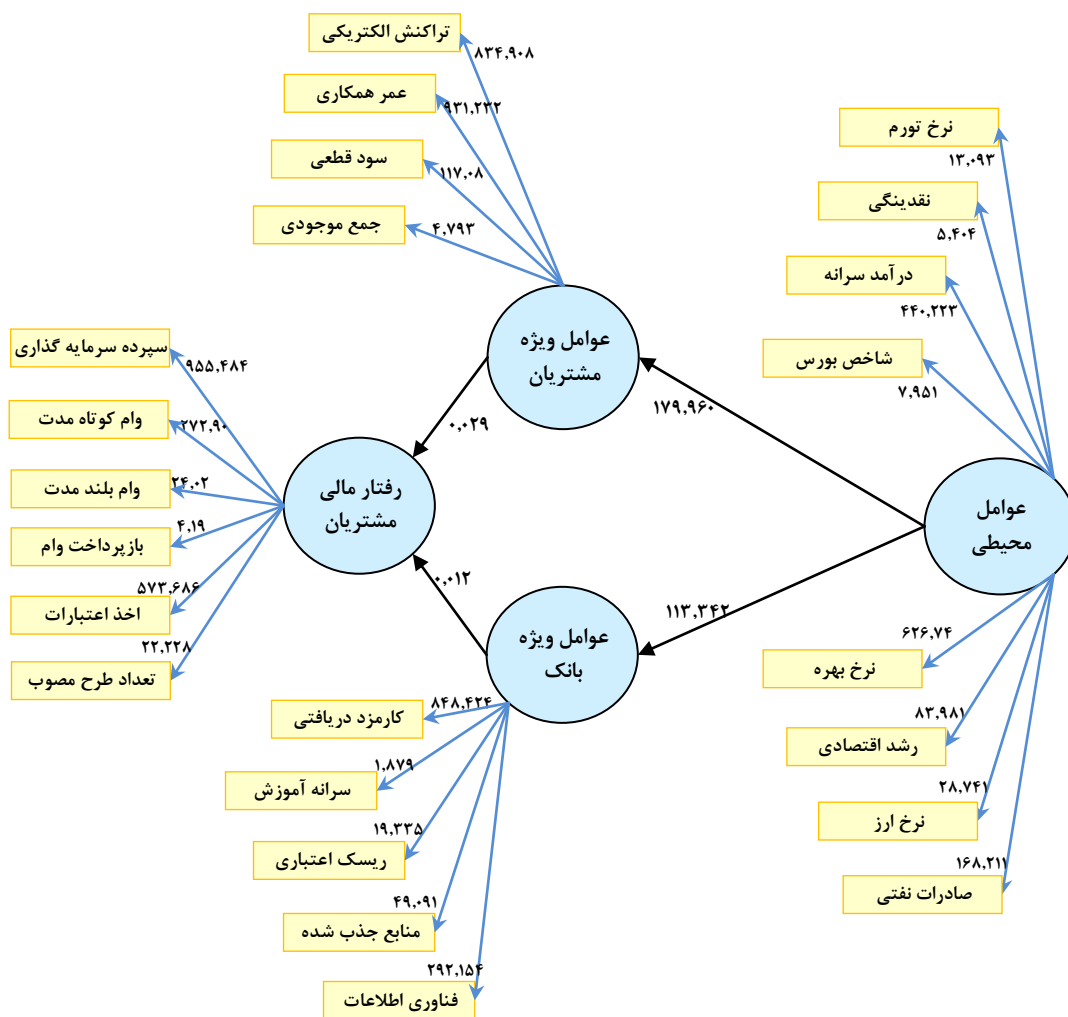 تراکنش الکتریکی
۸۳۴,۹۰۸
عمر همکاری
۹۳۱,۲۲۲
سود قطعی
۱۱۷,۰۸
جمع موجودی
۴,۷۹۳
نرخ تورم
۱۳,۰۹۳
نقدینگی
۵,۴۰۴
درآمد سرانه
۴۴۰,۲۲۳
شاخص بورس
۷,۹۵۱
عوامل ویژه
مشتریان
۱۷۹,۹۶۰
۰,۰۲۹
سپرده سرمایه گذاری
۹۵۵,۴۸۴
وام کوتاه مدت
۲۷۲,۹۰
وام بلند مدت
۲۴,۰۲
بازپرداخت وام
۴,۱۹
اخذ اعتبارات
۵۷۳,۶۸۶
تعداد طرح مصوب
۲۲,۲۲۸
رفتار مالی
مشتریان
عوامل
محیطی
۰,۰۱۲
۱۱۳,۳۴۲
عوامل ویژه
بانک
نرخ بهره
۶۲۶,۷۴
رشد اقتصادی
۸۳,۹۸۱
نرخ ارز
۲۸,۷۴۱
صادرات نفتی
۱۶۸,۲۱۱
کارمزد دریافتی
۸۴۸,۴۲۴
سرانه آموزش
۱,۸۷۹
ریسک اعتباری
۱۹,۳۳۵
منابع جذب شده
۴۹,۰۹۱
فناوری اطلاعات
۲۹۲,۱۵۴